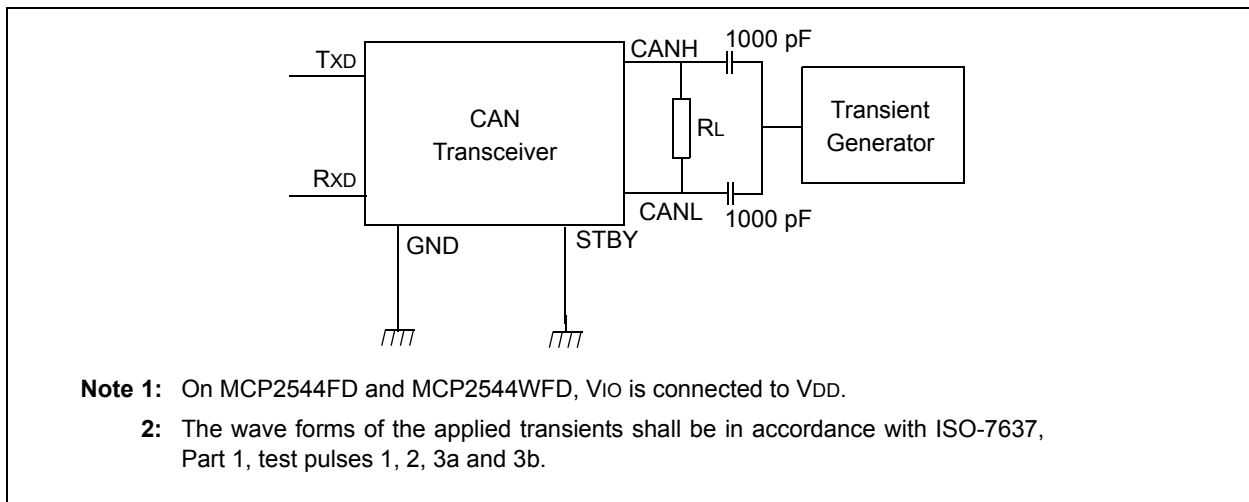 TXD
RXD
CAN
Transceiver
GND
STBY
CANH
1000 pF
RL
CANL
1000 pF
Transient
Generator
Note 1: On MCP2544FD and MCP2544WFD, VIO is connected to VDD.
2: The wave forms of the applied transients shall be in accordance with ISO-7637,
Part 1, test pulses 1, 2, 3a and 3b.